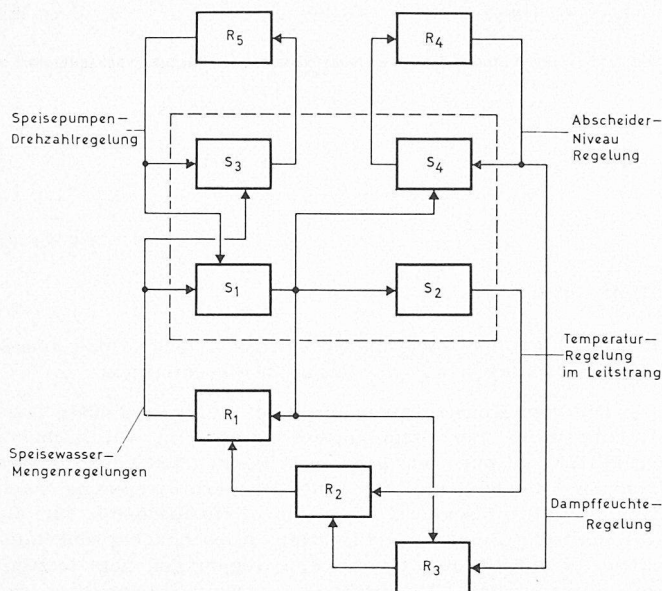 R5
R4
Speisepumpen-
Drehzahlregelung
Abscheider-
Niveau
Regelung
S3
S4
S1
S2
Temperatur-
Regelung
im Leitstrang
R1
Speisewasser-
Mengenregelungen
R2
Dampffeuchte-
Regelung
R3